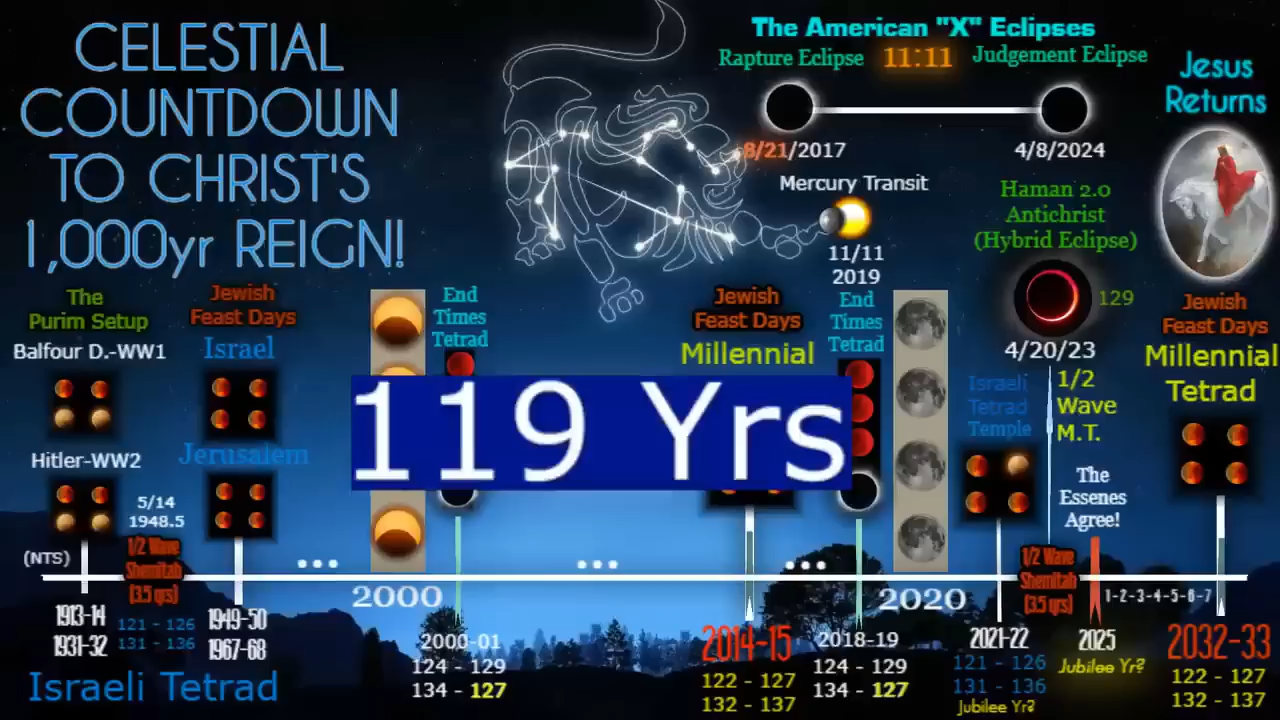 CELESTIAL
COUNTDOWN
TO CHRIST'S
1,000yr REIGN!
The American "X" Eclipses
Rapture Eclipse 11:11 Judgement Eclipse
8/21/2017
4/8/2024
Jesus
Returns
Mercury Transit
11/11
2019
Haman 2.0
Antichrist
(Hybrid Eclipse)
129
4/20/23
The
Purim Setup
Balfour D.-WW1
Hitler-WW2
Jewish
Feast Days
Israel
Jerusalem
5/14
1948.5
End
Times
Tetrad
119 Yrs
Jewish
Feast Days
Millennial
End
Times
Tetrad
Israeli
Tetrad
Temple
1/2
Wave
M.T.
The
Essenes
Agree!
Jewish
Feast Days
Millennial
Tetrad
(NTS)
1/2 Wave
Shemitah
(3.5 yrs)
...
...
...
2000
2020
1/2 Wave
Shemitah
(3.5 yrs)
1-2-3-4-5-6-7
1913-14
1931-32
121 - 126
131 - 136
1949-50
1967-68
Israeli Tetrad
2000-01
124 - 129
134 - 127
2014-15
122 - 127
132 - 137
2018-19
124 - 129
134 - 127
2021-22
121 - 126
131 - 136
Jubilee Yr?
2025
Jubilee Yr?
2032-33
122 - 127
132 - 137